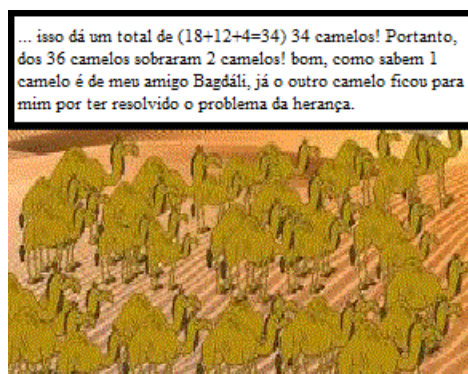 ... isso dá um total de (18+12+4=34) 34 camelos! Portanto,
dos 36 camelos sobraram 2 camelos! bom, como sabem 1
camelo é de meu amigo Bagdáli, já o outro camelo ficou para
mim por ter resolvido o problema da herança.